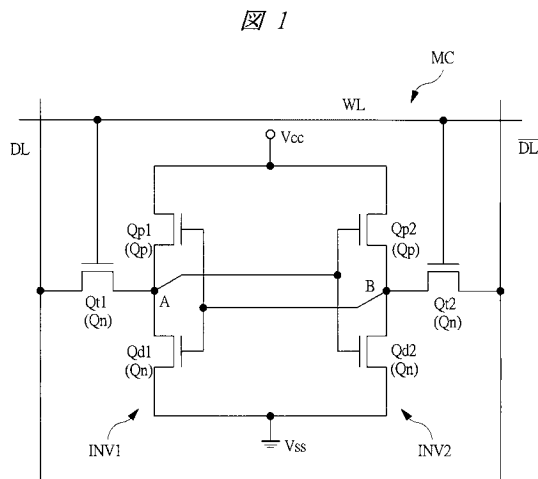 図 1
MC
WL
DL
DL
Vcc
Qp1
(Qp)
Qp2
(Qp)
A
B
Qt1
(Qn)
Qt2
(Qn)
Qd1
(Qn)
Qd2
(Qn)
INV1
Vss
INV2